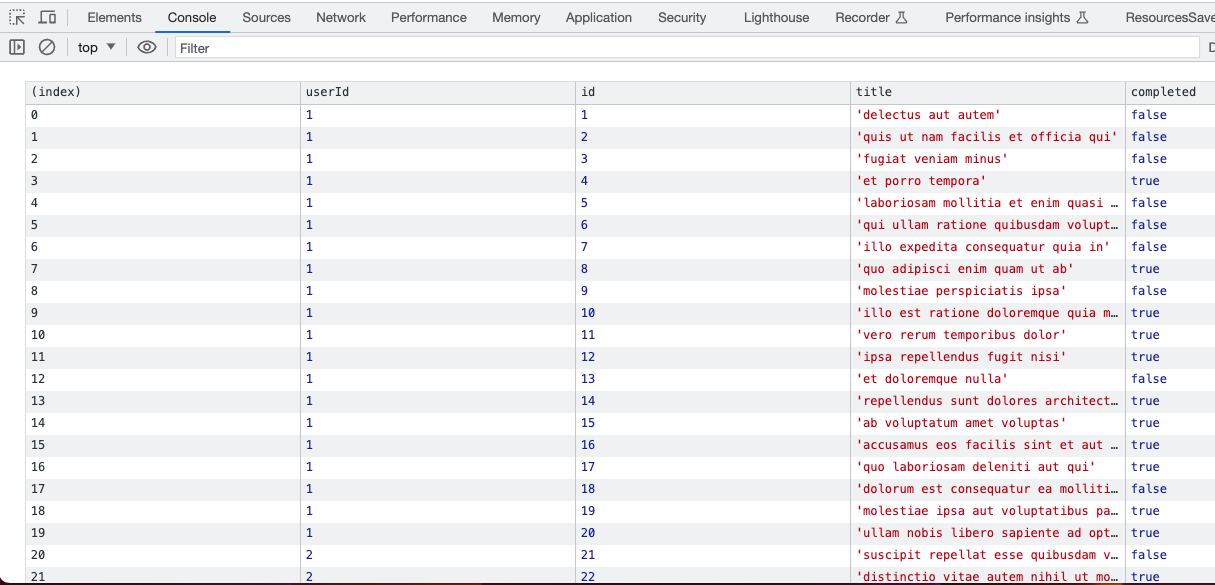 Elements Console Sources Network Performance Memory Application Security Lighthouse Recorder Performance insights ResourcesSave
top Filter
(index) userId id title completed
0 1 1 'delectus aut autem' false
1 1 2 'quis ut nam facilis et officia qui' false
2 1 3 'fugiat veniam minus' false
3 1 4 'et porro tempora' true
4 1 5 'laboriosam mollitia et enim quasi … false
5 1 6 'qui ullam ratione quibusdam volupt… false
6 1 7 'illo expedita consequatur quia in' false
7 1 8 'quo adipisci enim quam ut ab' true
8 1 9 'molestiae perspiciatis ipsa' false
9 1 10 'illo est ratione doloremque quia m… true
10 1 11 'vero rerum temporibus dolor' true
11 1 12 'ipsa repellendus fugit nisi' true
12 1 13 'et doloremque nulla' false
13 1 14 'repellendus sunt dolores architect… true
14 1 15 'ab voluptatum amet voluptas' true
15 1 16 'accusamus eos facilis sint et aut … true
16 1 17 'quo laboriosam deleniti aut qui' true
17 1 18 'dolorum est consequatur ea molliti… false
18 1 19 'molestiae ipsa aut voluptatibus pa… true
19 1 20 'ullam nobis libero sapiente ad opt… true
20 2 21 'suscipit repellat esse quibusdam v… false
21 2 22 'distinctio vitae autem nihil ut mo… true